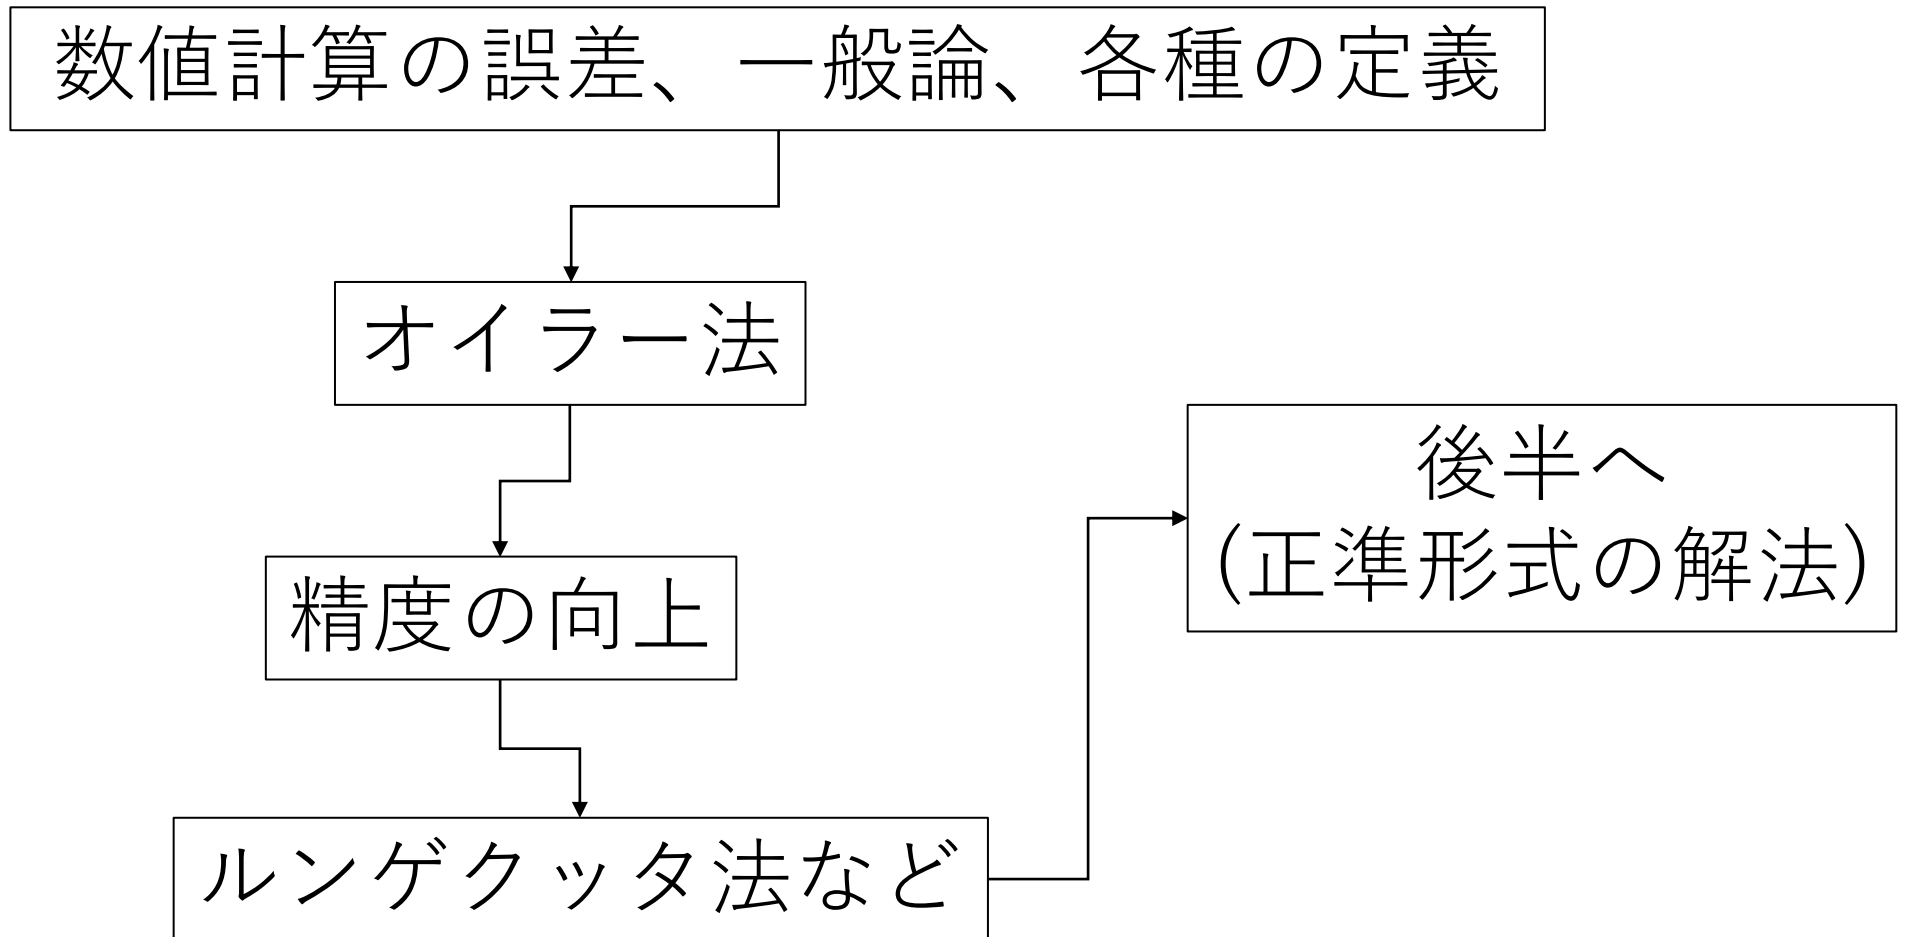 数値計算の誤差、一般論、各種の定義
オイラー法
精度の向上
ルンゲクッタ法など
後半へ
(正準形式の解法)